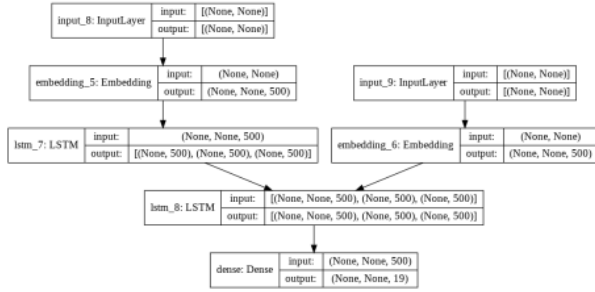 input_8: InputLayer input: [(None, None)]
output: [(None, None)]
embedding_5: Embedding input: (None, None)
output: (None, None, 500)
input_9: InputLayer input: [(None, None)]
output: [(None, None)]
lstm_7: LSTM input: (None, None, 500)
output: [(None, 500), (None, 500), (None, 500)]
embedding_6: Embedding input: (None, None)
output: (None, None, 500)
lstm_8: LSTM input: [(None, None, 500), (None, 500), (None, 500)]
output: [(None, None, 500), (None, 500), (None, 500)]
dense: Dense input: (None, None, 500)
output: (None, None, 19)